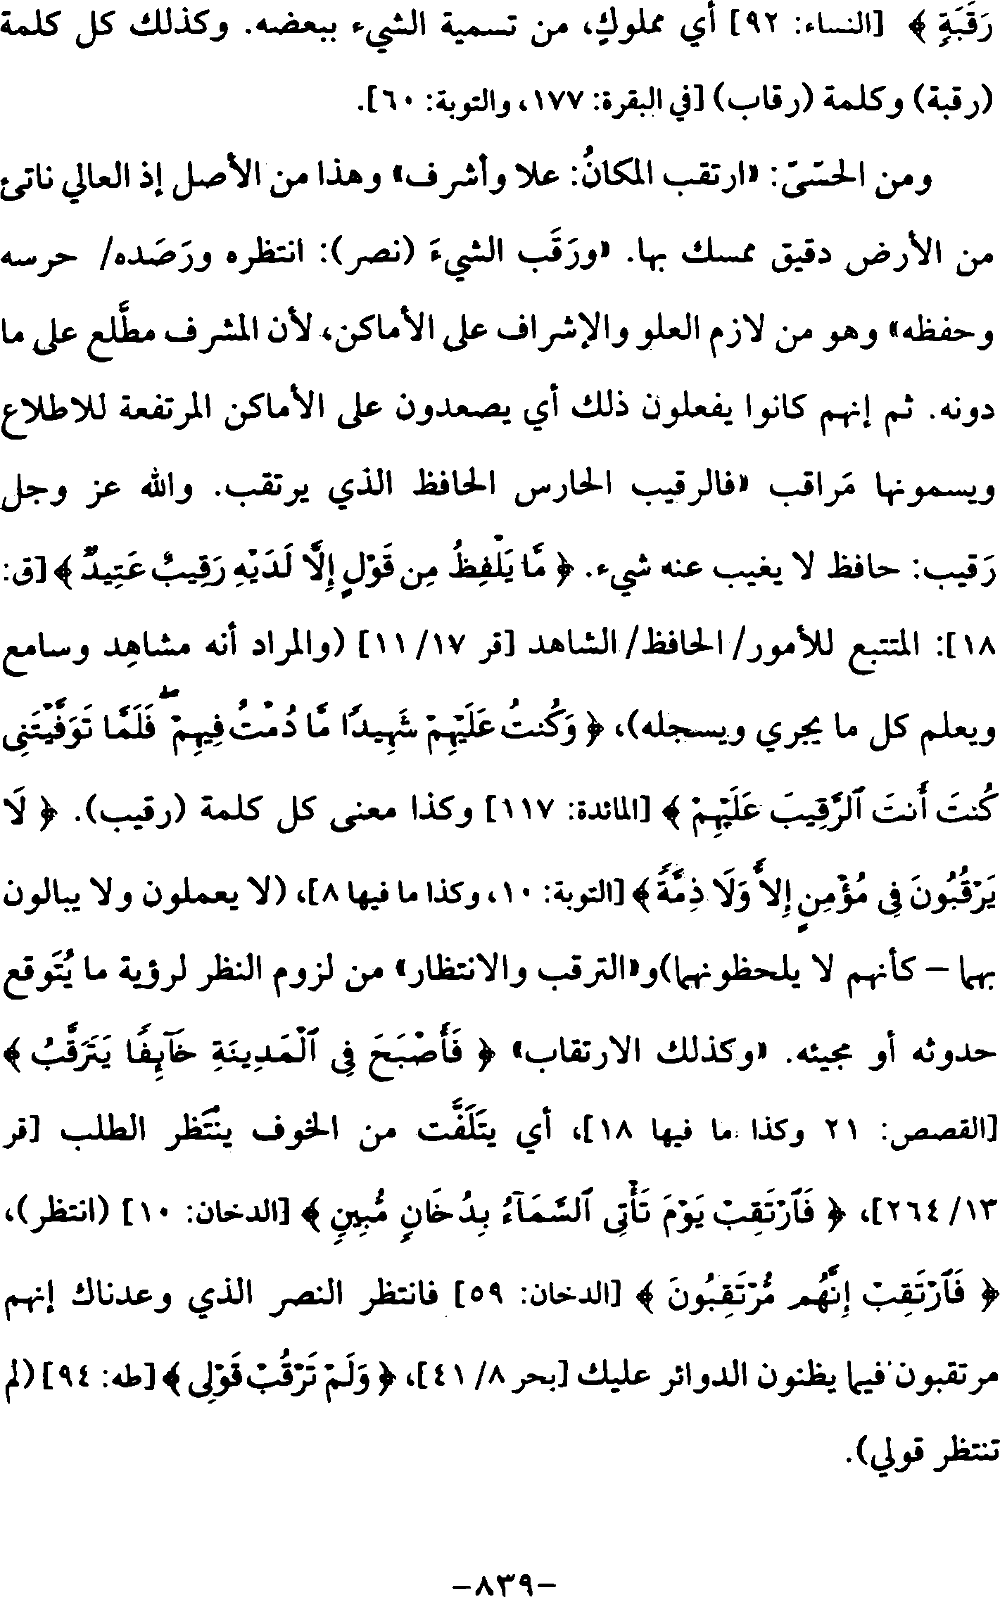 رَقَبَةٍ ﴾ [النساء: ٩٢] أي مملوكٍ، من تسمية الشيء ببعضه. وكذلك كل كلمة
(رقبة) وكلمة (رقاب) [في البقرة: ١٧٧، والتوبة: ٦٠].
ومن الحسّيّ: «ارتقب المكانُ: علا وأشرف» وهذا من الأصل إذ العالي ناتئ
من الأرض دقيق ممسك بها. «ورَقَب الشيءَ (نصر): انتظره ورَصَده/ حرسه
وحفظه» وهو من لازم العلو والإشراف على الأماكن، لأن المشرف مطَّلع على ما
دونه. ثم إنهم كانوا يفعلون ذلك أي يصعدون على الأماكن المرتفعة للاطلاع
ويسمونها مَراقب «فالرقيب الحارس الحافظ الذي يرتقب. والله عز وجل
رَقيب: حافظ لا يغيب عنه شيء. ﴿ مَّا يَلْفِظُ مِن قَوْلٍ إِلَّا لَدَيْهِ رَقِيبٌ عَتِيدٌ ﴾ [ق:
١٨]: المتتبع للأمور/ الحافظ/ الشاهد [قر ١٧/ ١١] (والمراد أنه مشاهِد وسامع
ويعلم كل ما يجري ويسجله)، ﴿ وَكُنتُ عَلَيْهِمْ شَهِيدًا مَّا دُمْتُ فِيهِمْ ۖ فَلَمَّا تَوَفَّيْتَنِى
كُنتَ أَنتَ ٱلرَّقِيبَ عَلَيْهِمْ ﴾ [المائدة: ١١٧] وكذا معنى كل كلمة (رقيب). ﴿ لَا
يَرْقُبُونَ فِى مُؤْمِنٍ إِلاًّ وَلَا ذِمَّةً ﴾ [التوبة: ١٠، وكذا ما فيها ٨]، (لا يعملون ولا يبالون
بهما – كأنهم لا يلحظونهما)و«الترقب والانتظار» من لزوم النظر لرؤية ما يُتَوقع
حدوثه أو مجيئه. «وكذلك الارتقاب» ﴿ فَأَصْبَحَ فِى ٱلْمَدِينَةِ خَآئِفًا يَتَرَقَّبُ ﴾
[القصص: ٢١ وكذا ما فيها ١٨]، أي يتَلَفَّت من الخوف ينتَظر الطلب [قر
١٣/ ٢٦٤]، ﴿ فَٱرْتَقِبْ يَوْمَ تَأْتِى ٱلسَّمَآءُ بِدُخَانٍ مُّبِينٍ ﴾ [الدخان: ١٠] (انتظر)،
﴿ فَٱرْتَقِبْ إِنَّهُم مُّرْتَقِبُونَ ﴾ [الدخان: ٥٩] فانتظر النصر الذي وعدناك إنهم
مرتقبون فيما يظنون الدوائر عليك [بحر ٨/ ٤١]، ﴿ وَلَمْ تَرْقُبْ قَوْلِى ﴾ [طه: ٩٤] (لم
تنتظر قولي).
–٨٣٩–